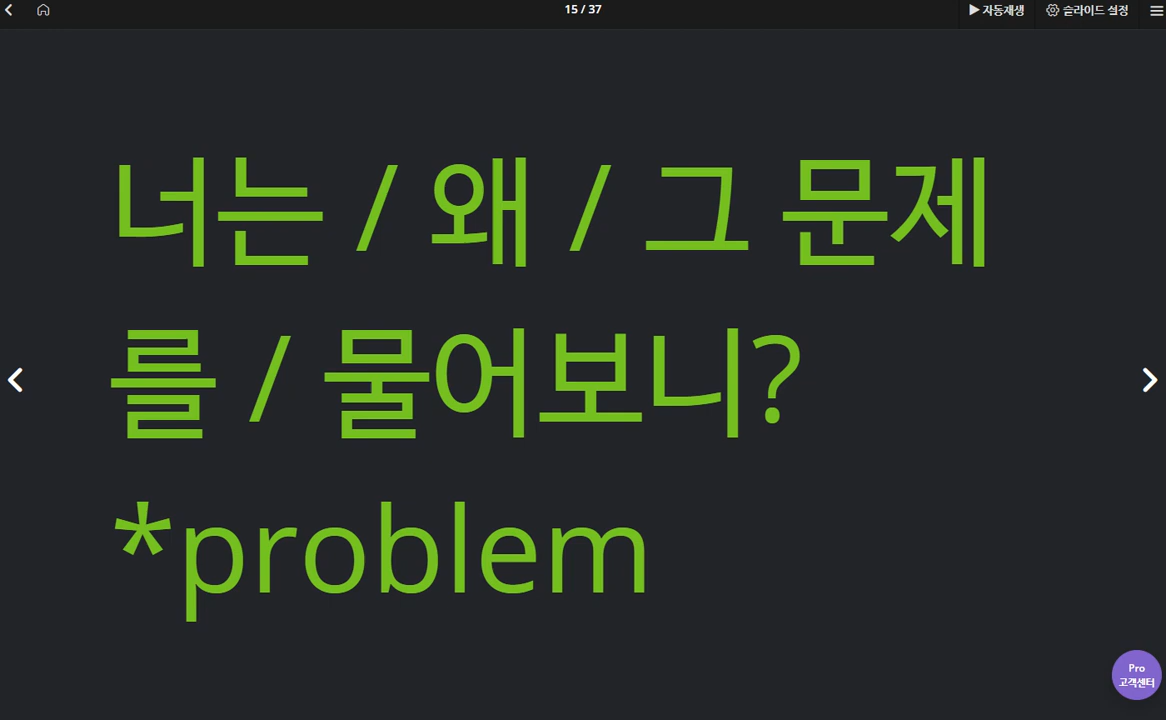 15 / 37
▶ 자동재생
슬라이드 설정
너는 / 왜 / 그 문제
를 / 물어보니?
*problem
Pro
고객센터